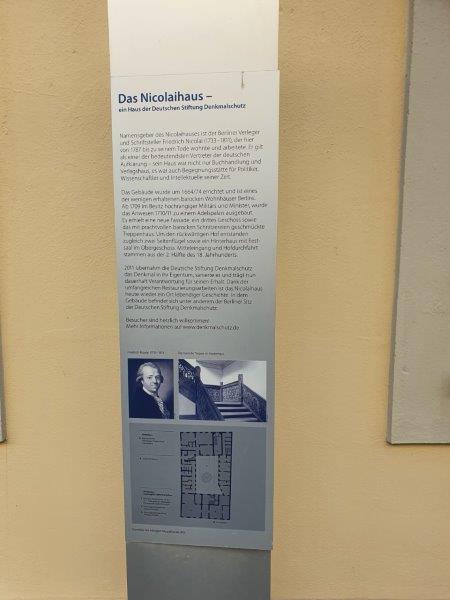 Das Nicolaihaus –
ein Haus der Deutschen Stiftung Denkmalschutz
Namensgeber des Nicolaihauses ist der Berliner Verleger
und Schriftsteller Friedrich Nicolai (1733 – 1811), der hier
von 1787 bis zu seinem Tode wohnte und arbeitete. Er gilt
als einer der bedeutendsten Vertreter der deutschen
Aufklärung – sein Haus war nicht nur Buchhandlung und
Verlagshaus, es war auch Begegnungsstätte für Politiker,
Wissenschaftler und Intellektuelle seiner Zeit.
Das Gebäude wurde um 1664/74 errichtet und ist eines
der wenigen erhaltenen barocken Wohnhäuser Berlins.
Ab 1709 im Besitz hochrangiger Militärs und Minister, wurde
das Anwesen 1710/11 zu einem Adelspalais ausgebaut.
Es erhielt eine neue Fassade, ein drittes Geschoss sowie
das mit prachtvollen barocken Schnitzereien geschmückte
Treppenhaus. Um den rückwärtigen Hof entstanden
zugleich zwei Seitenflügel sowie ein Hinterhaus mit Fest-
saal im Obergeschoss. Mitteleingang und Hofdurchfahrt
stammen aus der 2. Hälfte des 18. Jahrhunderts.
2011 übernahm die Deutsche Stiftung Denkmalschutz
das Denkmal in ihr Eigentum, sanierte es und trägt nun
dauerhaft Verantwortung für seinen Erhalt. Dank der
umfangreichen Restaurierungsarbeiten ist das Nicolaihaus
heute wieder ein Ort lebendiger Geschichte. In dem
Gebäude befindet sich unter anderem der Berliner Sitz
der Deutschen Stiftung Denkmalschutz.
Besucher sind herzlich willkommen!
Mehr Informationen auf www.denkmalschutz.de
Friedrich Nicolai (1733 – 1811)